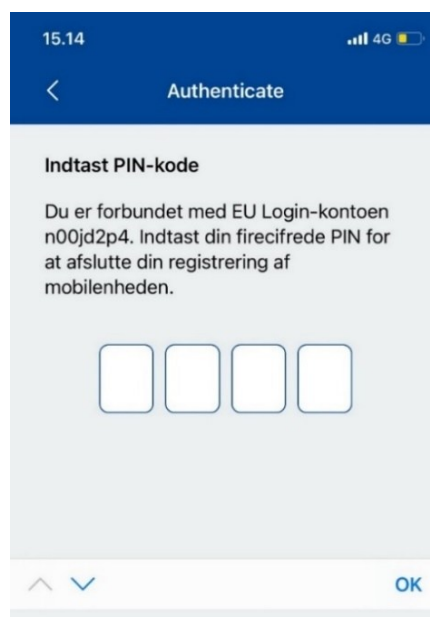 15.14
4G
Authenticate
Indtast PIN-kode
Du er forbundet med EU Login-kontoen
n00jd2p4. Indtast din firecifrede PIN for
at afslutte din registrering af
mobilenheden.
OK